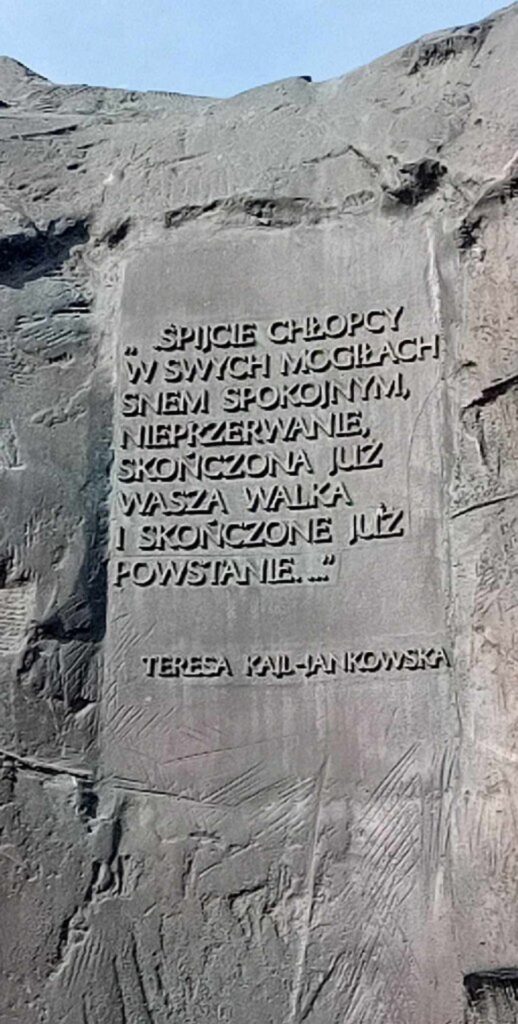 „ ...ŚPIJCIE CHŁOPCY
W SWYCH MOGIŁACH
SNEM SPOKOJNYM,
NIEPRZERWANIE,
SKOŃCZONA JUŻ
WASZA WALKA
I SKOŃCZONE JUŻ
POWSTANIE. ...”
TERESA KAJL-JANKOWSKA